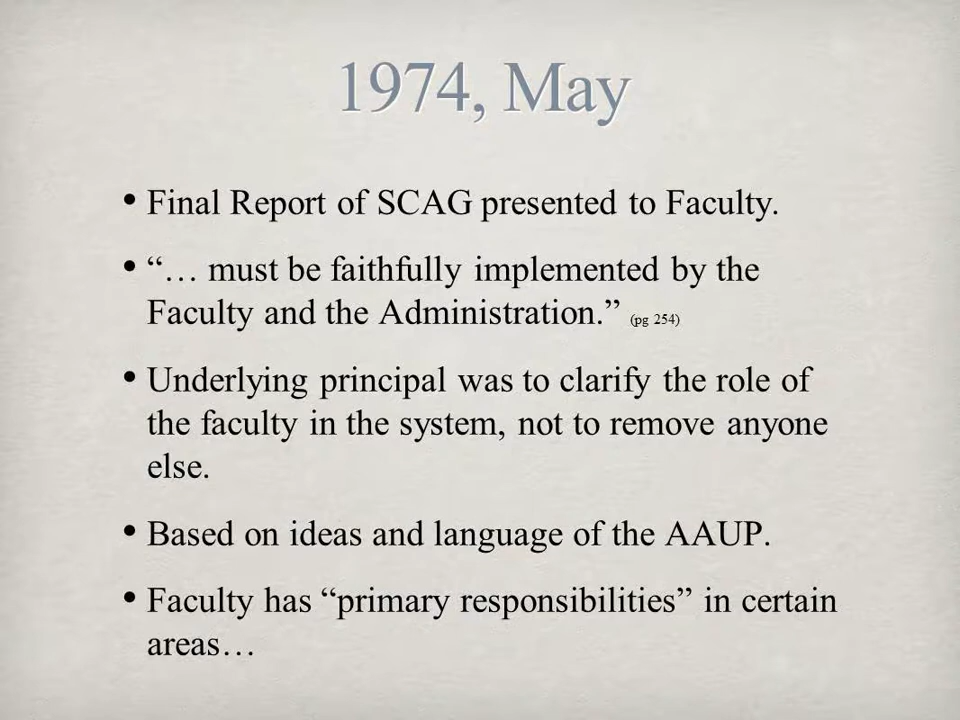 1974, May
• Final Report of SCAG presented to Faculty.
• “… must be faithfully implemented by the
Faculty and the Administration.” (pg 254)
• Underlying principal was to clarify the role of
the faculty in the system, not to remove anyone
else.
• Based on ideas and language of the AAUP.
• Faculty has “primary responsibilities” in certain
areas…